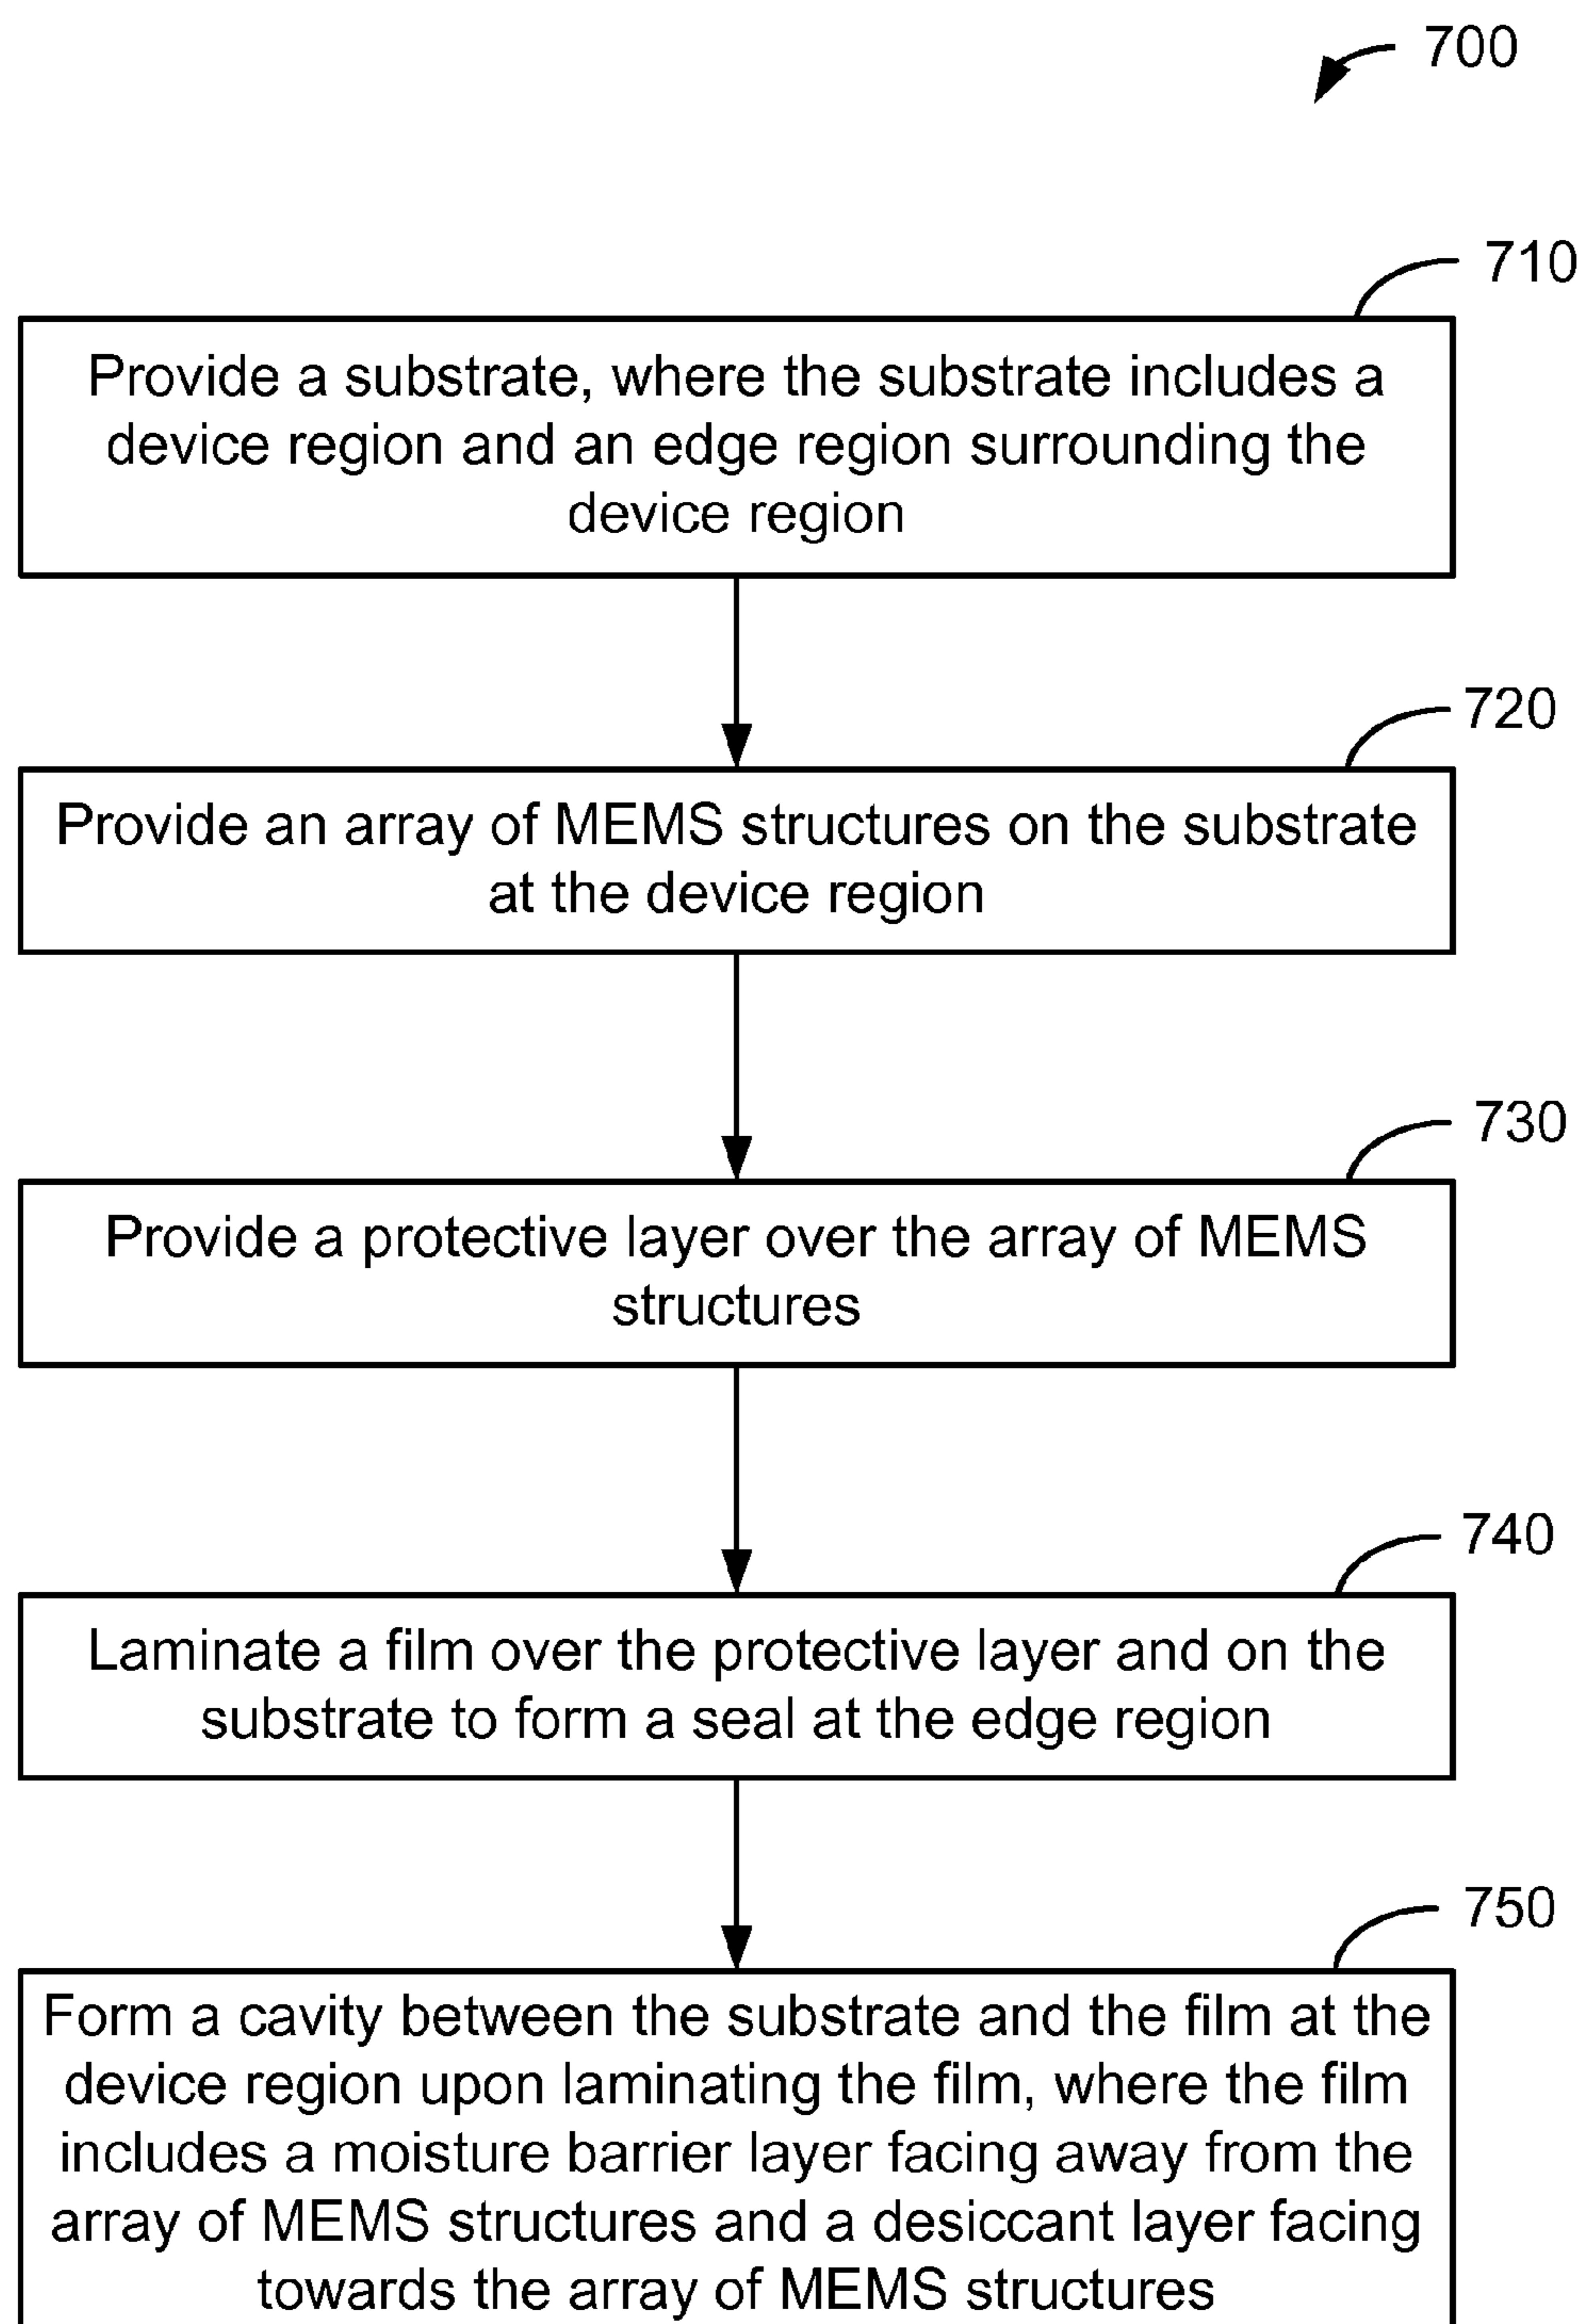 700
710
Provide a substrate, where the substrate includes a
device region and an edge region surrounding the
device region
720
Provide an array of MEMS structures on the substrate
at the device region
730
Provide a protective layer over the array of MEMS
structures
740
Laminate a film over the protective layer and on the
substrate to form a seal at the edge region
750
Form a cavity between the substrate and the film at the
device region upon laminating the film, where the film
includes a moisture barrier layer facing away from the
array of MEMS structures and a desiccant layer facing
towards the array of MEMS structures